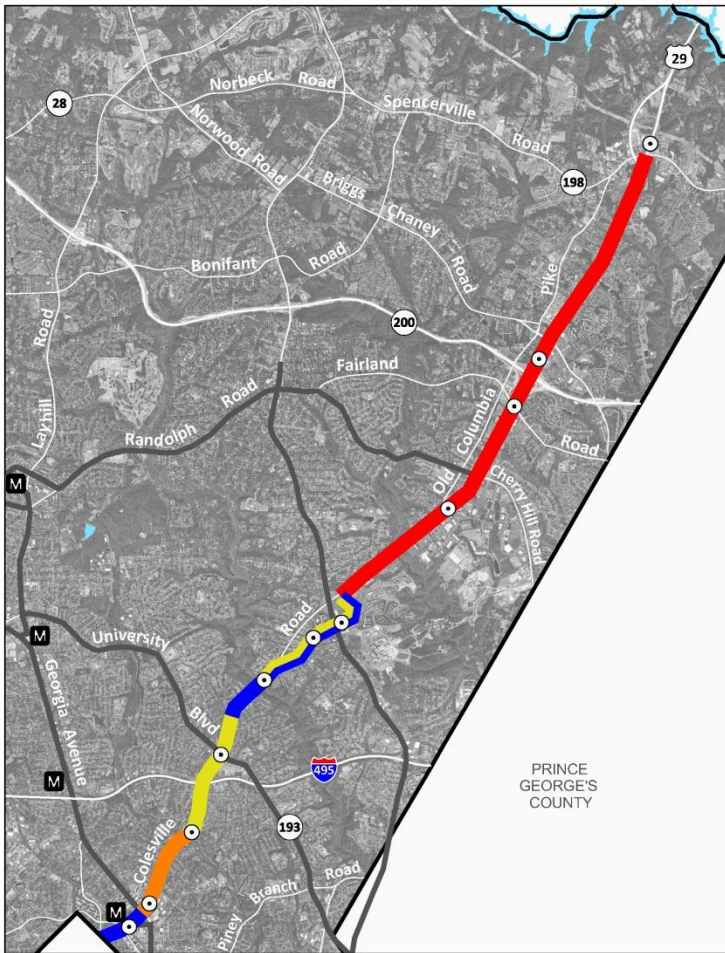 29
Norbeck Road
28
Spencerville Road
Norwood Road
198
Briggs Chaney Road
Bonifant Road
Pike
200
Layhill Road
Fairland Road
Randolph Road
Old Columbia
Cherry Hill Road
M
University Blvd
Road
M
Georgia Avenue
495
PRINCE
GEORGE'S
COUNTY
M
193
Colesville
Piney Branch Road
M